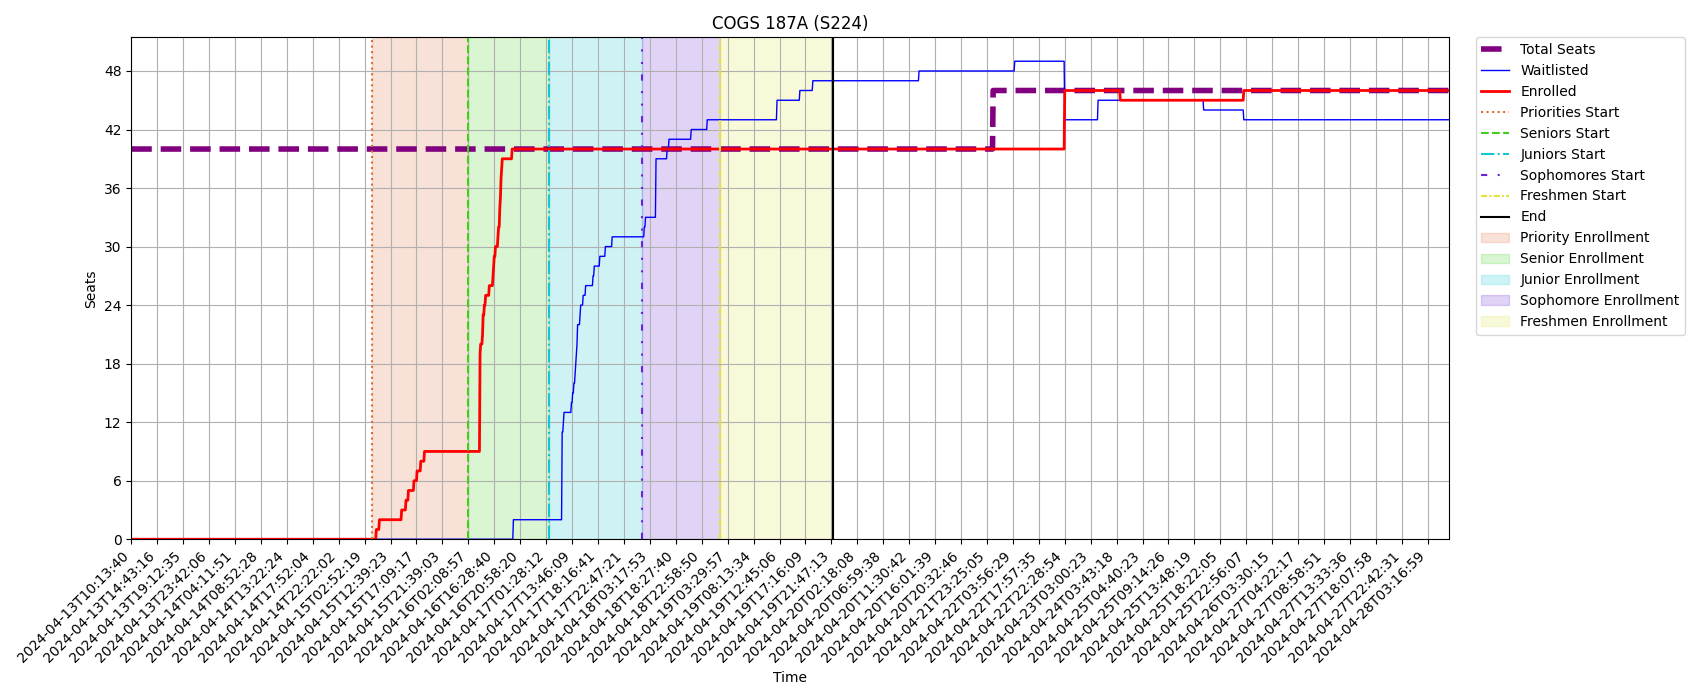 COGS 187A (S224)
Seats
48
42
36
30
24
18
12
6
0
2024-04-13T10:13:40
2024-04-13T14:43:16
2024-04-13T19:12:35
2024-04-13T23:42:06
2024-04-14T04:11:51
2024-04-14T08:52:28
2024-04-14T13:22:24
2024-04-14T17:52:04
2024-04-14T22:22:02
2024-04-15T02:52:19
2024-04-15T12:39:23
2024-04-15T17:09:17
2024-04-15T21:39:03
2024-04-16T02:08:57
2024-04-16T16:28:40
2024-04-16T20:58:20
2024-04-17T01:28:12
2024-04-17T13:46:09
2024-04-17T18:16:41
2024-04-17T22:47:21
2024-04-18T03:17:53
2024-04-18T18:27:40
2024-04-18T22:58:50
2024-04-19T03:29:57
2024-04-19T08:13:34
2024-04-19T12:45:06
2024-04-19T17:16:09
2024-04-19T21:47:13
2024-04-20T02:18:08
2024-04-20T06:59:38
2024-04-20T11:30:42
2024-04-20T16:01:39
2024-04-20T20:32:46
2024-04-21T23:25:05
2024-04-22T03:56:29
2024-04-22T17:57:35
2024-04-22T22:28:54
2024-04-23T03:00:23
2024-04-24T03:43:18
2024-04-25T04:40:23
2024-04-25T09:14:26
2024-04-25T13:48:19
2024-04-25T18:22:05
2024-04-25T22:56:07
2024-04-26T03:30:15
2024-04-27T04:22:17
2024-04-27T08:58:51
2024-04-27T13:33:36
2024-04-27T18:07:58
2024-04-27T22:42:31
2024-04-28T03:16:59
Time
Total Seats
Waitlisted
Enrolled
Priorities Start
Seniors Start
Juniors Start
Sophomores Start
Freshmen Start
End
Priority Enrollment
Senior Enrollment
Junior Enrollment
Sophomore Enrollment
Freshmen Enrollment